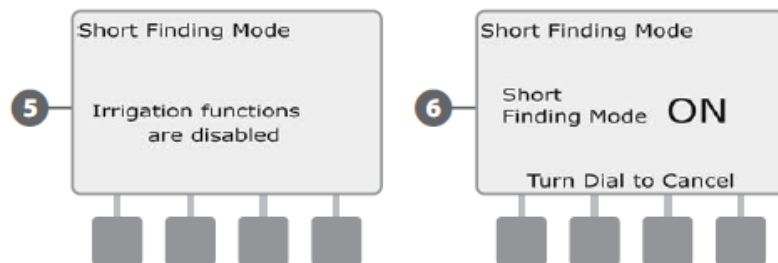 Short Finding Mode
5
Irrigation functions
are disabled
Short Finding Mode
6
Short
Finding Mode ON
Turn Dial to Cancel